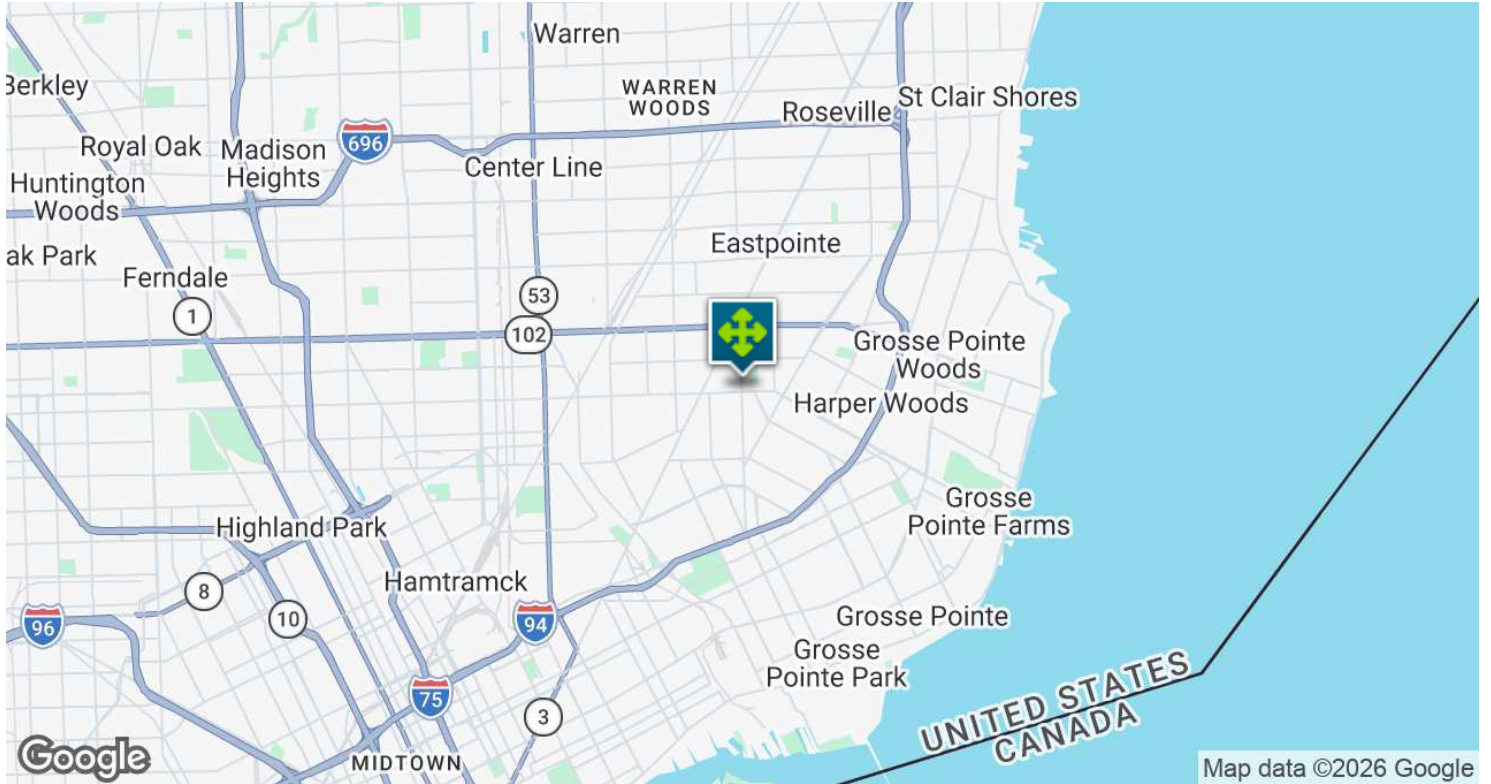 Warren
Berkley
WARREN
WOODS
St Clair Shores
Roseville
696
Royal Oak
Madison
Heights
Center Line
Huntington
Woods
Eastpointe
ak Park
Ferndale
53
1
102
Grosse Pointe
Woods
Harper Woods
Grosse
Pointe Farms
Highland Park
Hamtramck
8
10
96
94
Grosse Pointe
Grosse
Pointe Park
75
3
UNITED STATES
CANADA
MIDTOWN
Google
Map data ©2026 Google